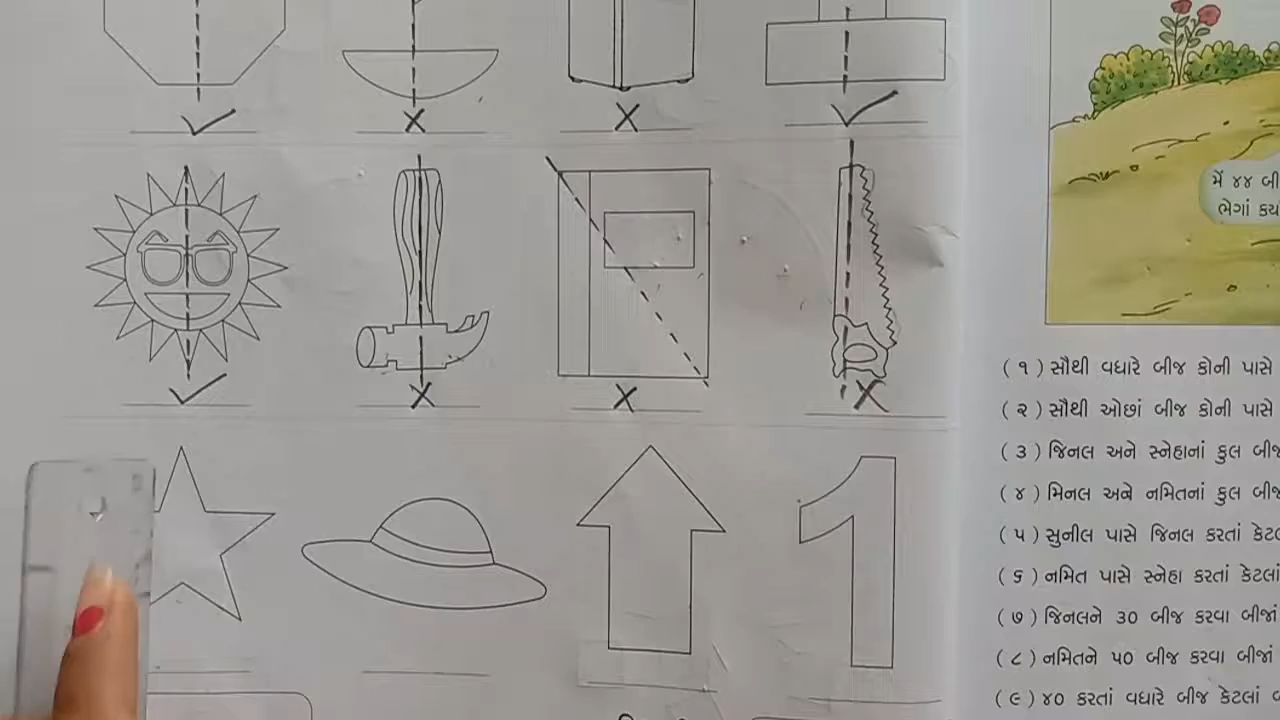 મેં ૪૪ બી
ભેગાં કય
(૧) સૌથી વધારે બીજ કોની પાસે
(૨) સૌથી ઓછાં બીજ કોની પાસે
(૩) જિનલ અને સ્નેહાનાં કુલ બીજ
(૪) મિનલ અને નમિતનાં કુલ બીજ
(૫) સુનીલ પાસે જિનલ કરતાં કેટલ
(૬) નમિત પાસે સ્નેહા કરતાં કેટલાં
(૭) જિનલને ૩૦ બીજ કરવા બીજાં
(૮) નમિતને ૫૦ બીજ કરવા બીજાં
(૯) ૪૦ કરતાં વધારે બીજ કેટલાં